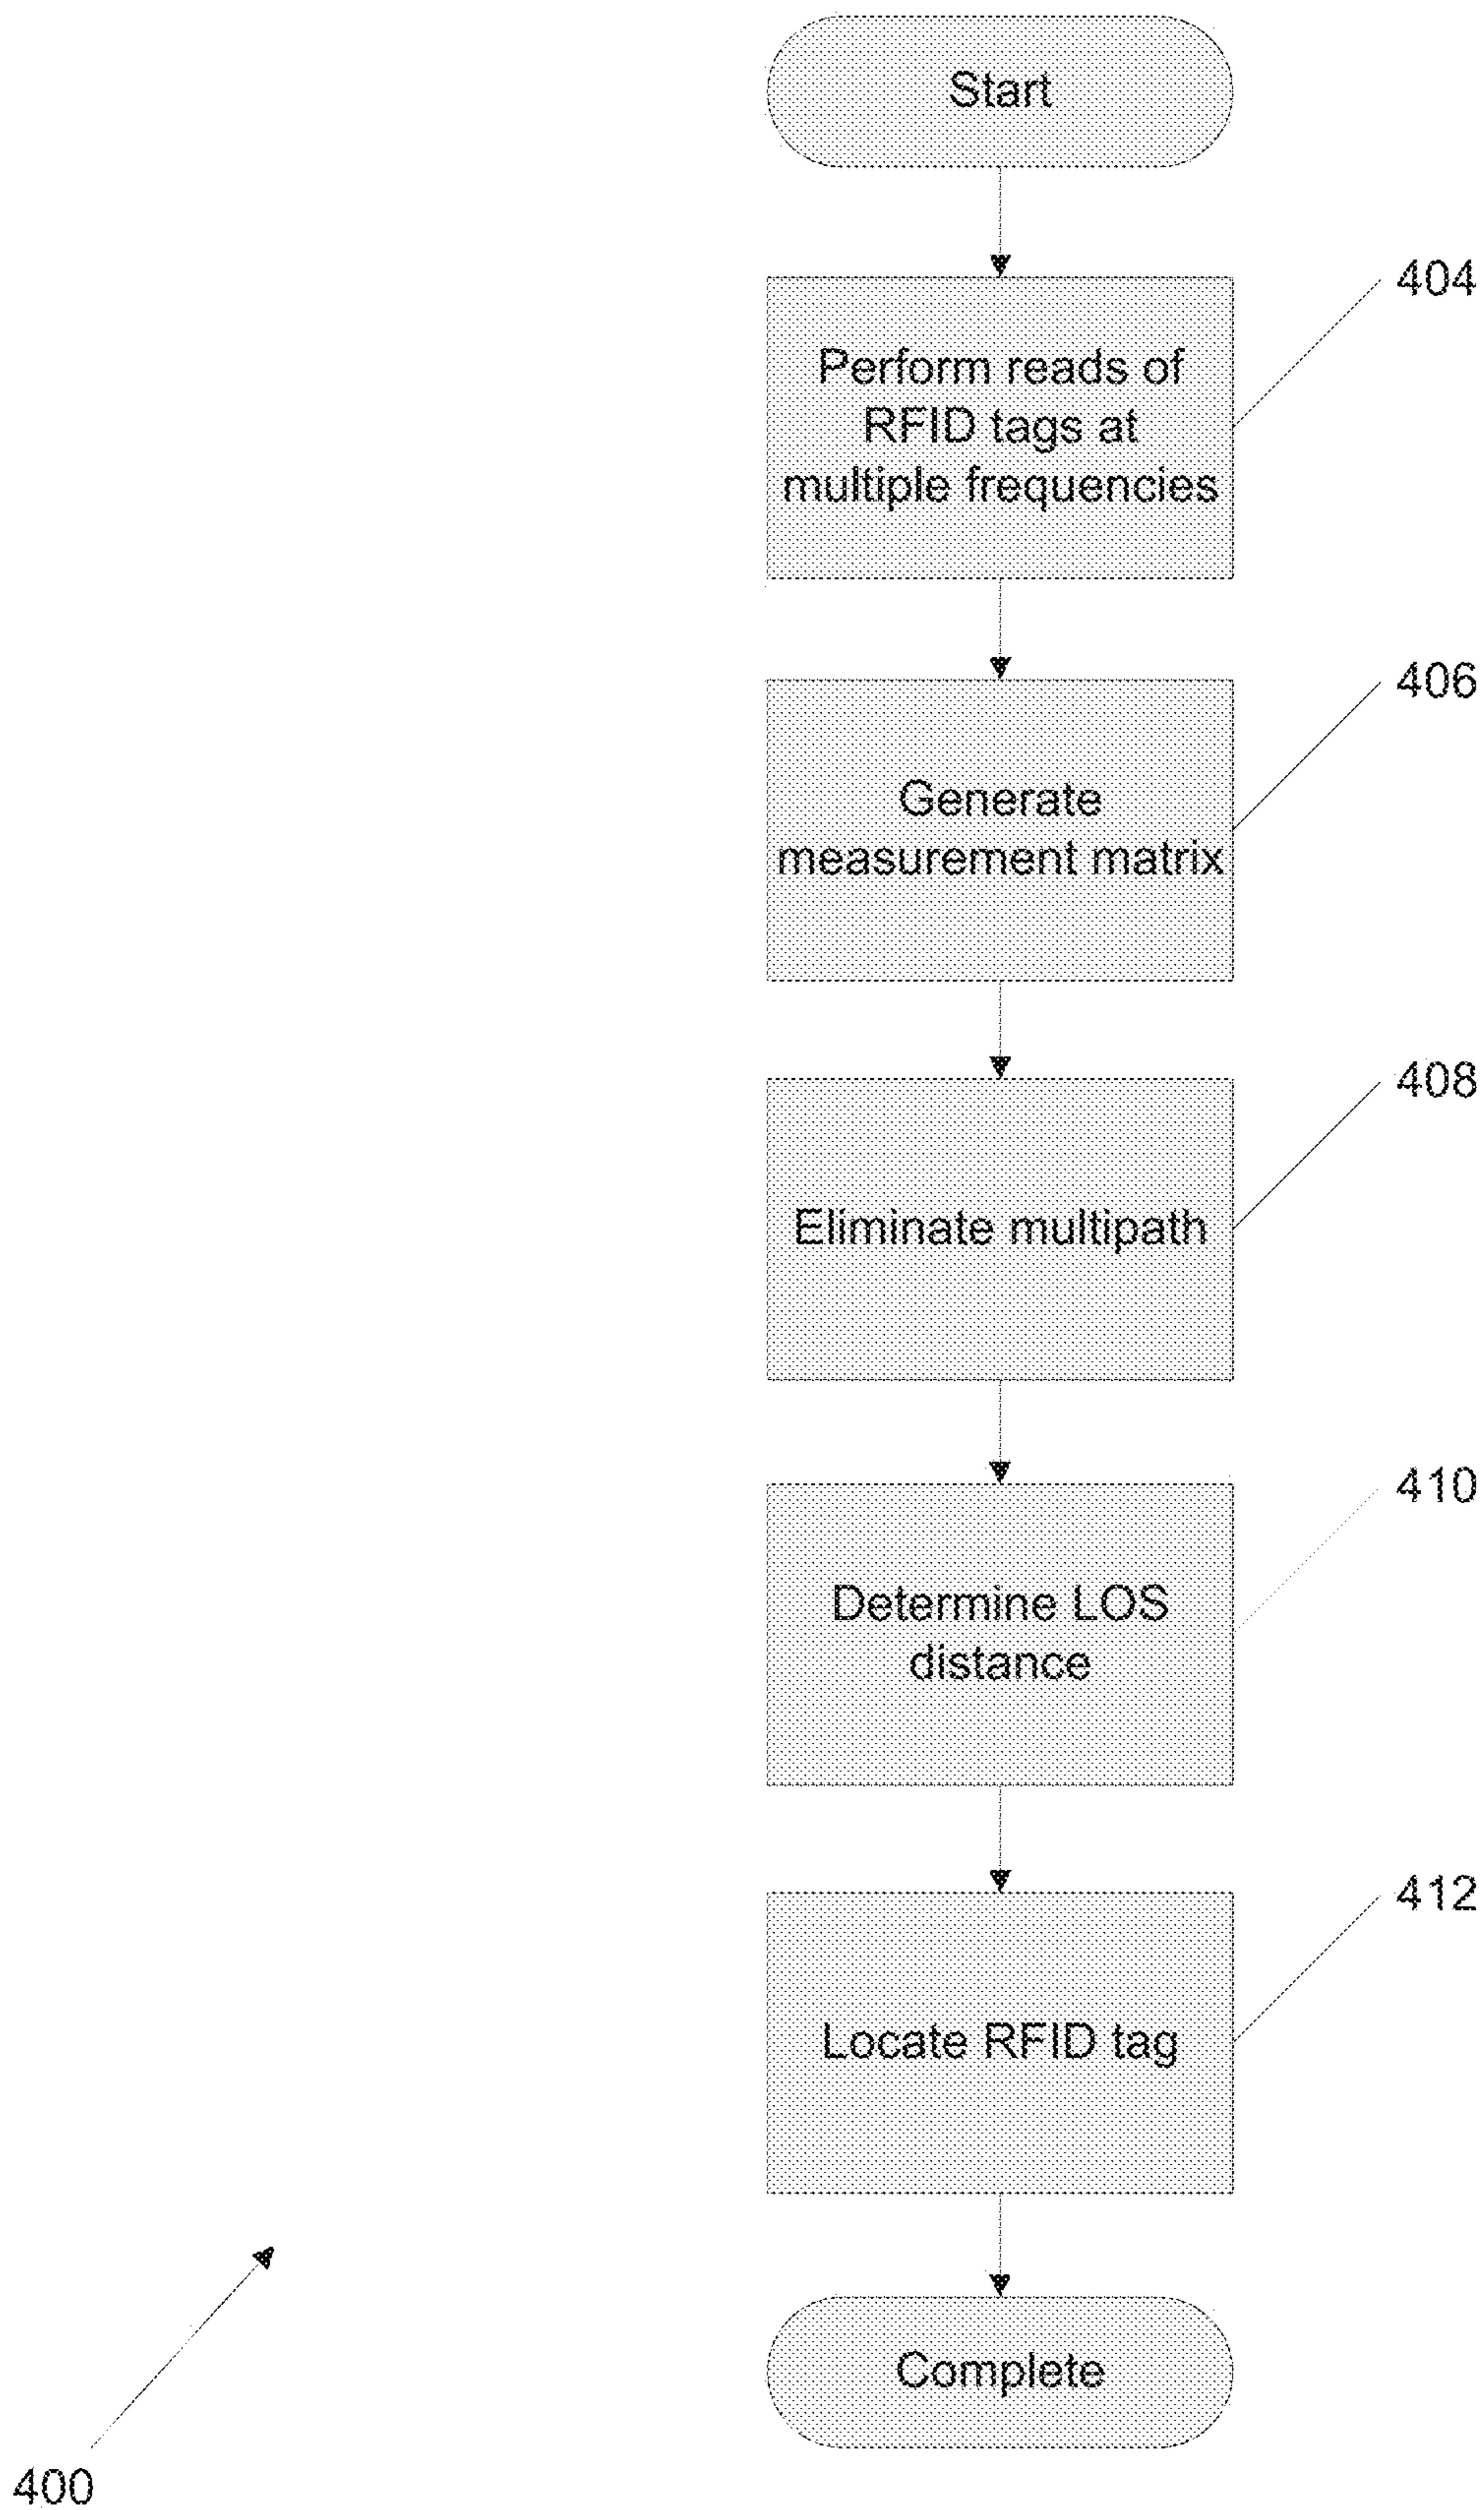 Start
404
Perform reads of
RFID tags at
multiple frequencies
406
Generate
measurement matrix
408
Eliminate multipath
410
Determine LOS
distance
412
Locate RFID tag
Complete
400